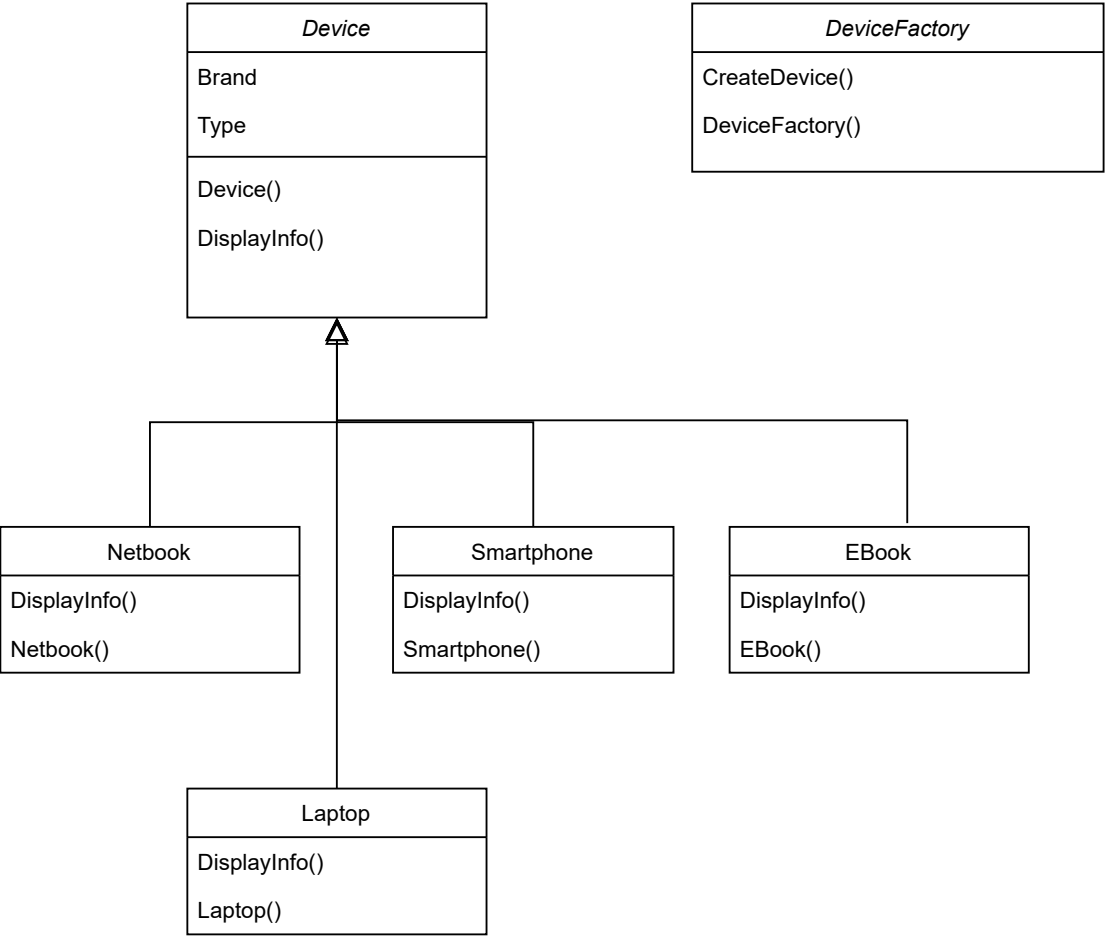 Device
Brand
Type
Device()
DisplayInfo()
DeviceFactory
CreateDevice()
DeviceFactory()
Netbook
DisplayInfo()
Netbook()
Smartphone
DisplayInfo()
Smartphone()
EBook
DisplayInfo()
EBook()
Laptop
DisplayInfo()
Laptop()